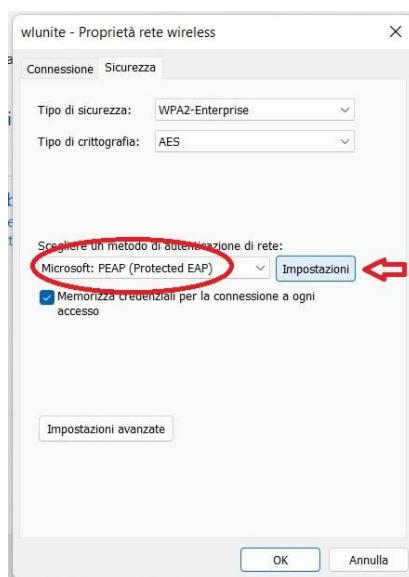 wlunite - Proprietà rete wireless
Connessione Sicurezza
Tipo di sicurezza: WPA2-Enterprise
Tipo di crittografia: AES
Scegliere un metodo di autenticazione di rete:
Microsoft: PEAP (Protected EAP) Impostazioni
Memorizza credenziali per la connessione a ogni
accesso
Impostazioni avanzate
OK Annulla